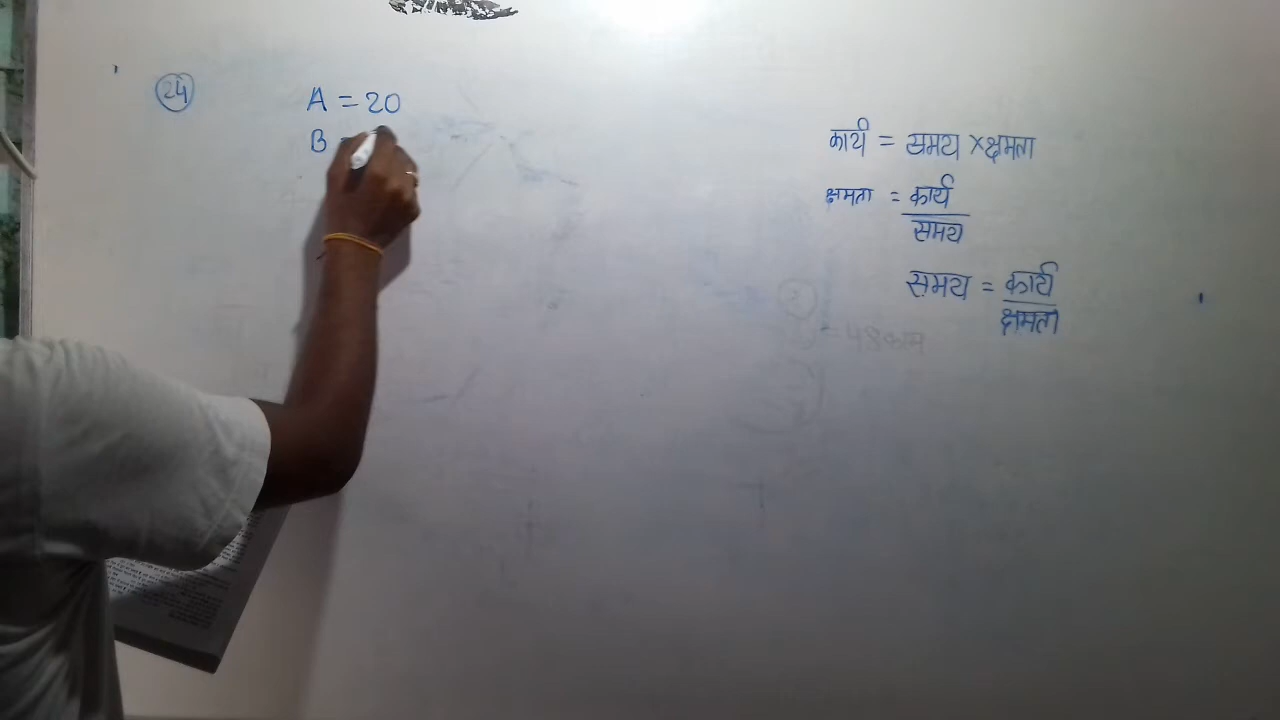 24
A = 20
B =
कार्य = समय × क्षमता
क्षमता = कार्य
समय
समय = कार्य
क्षमता